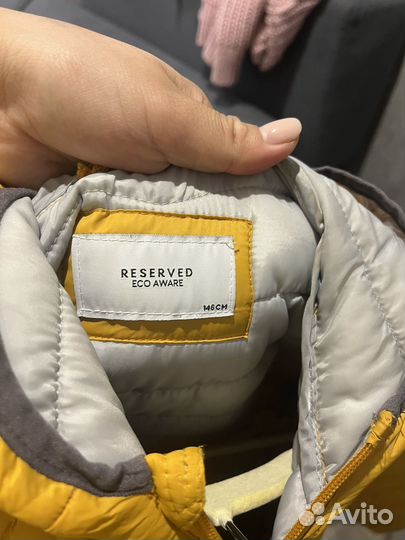 RESERVED
ECO AWARE
146CM
Avito